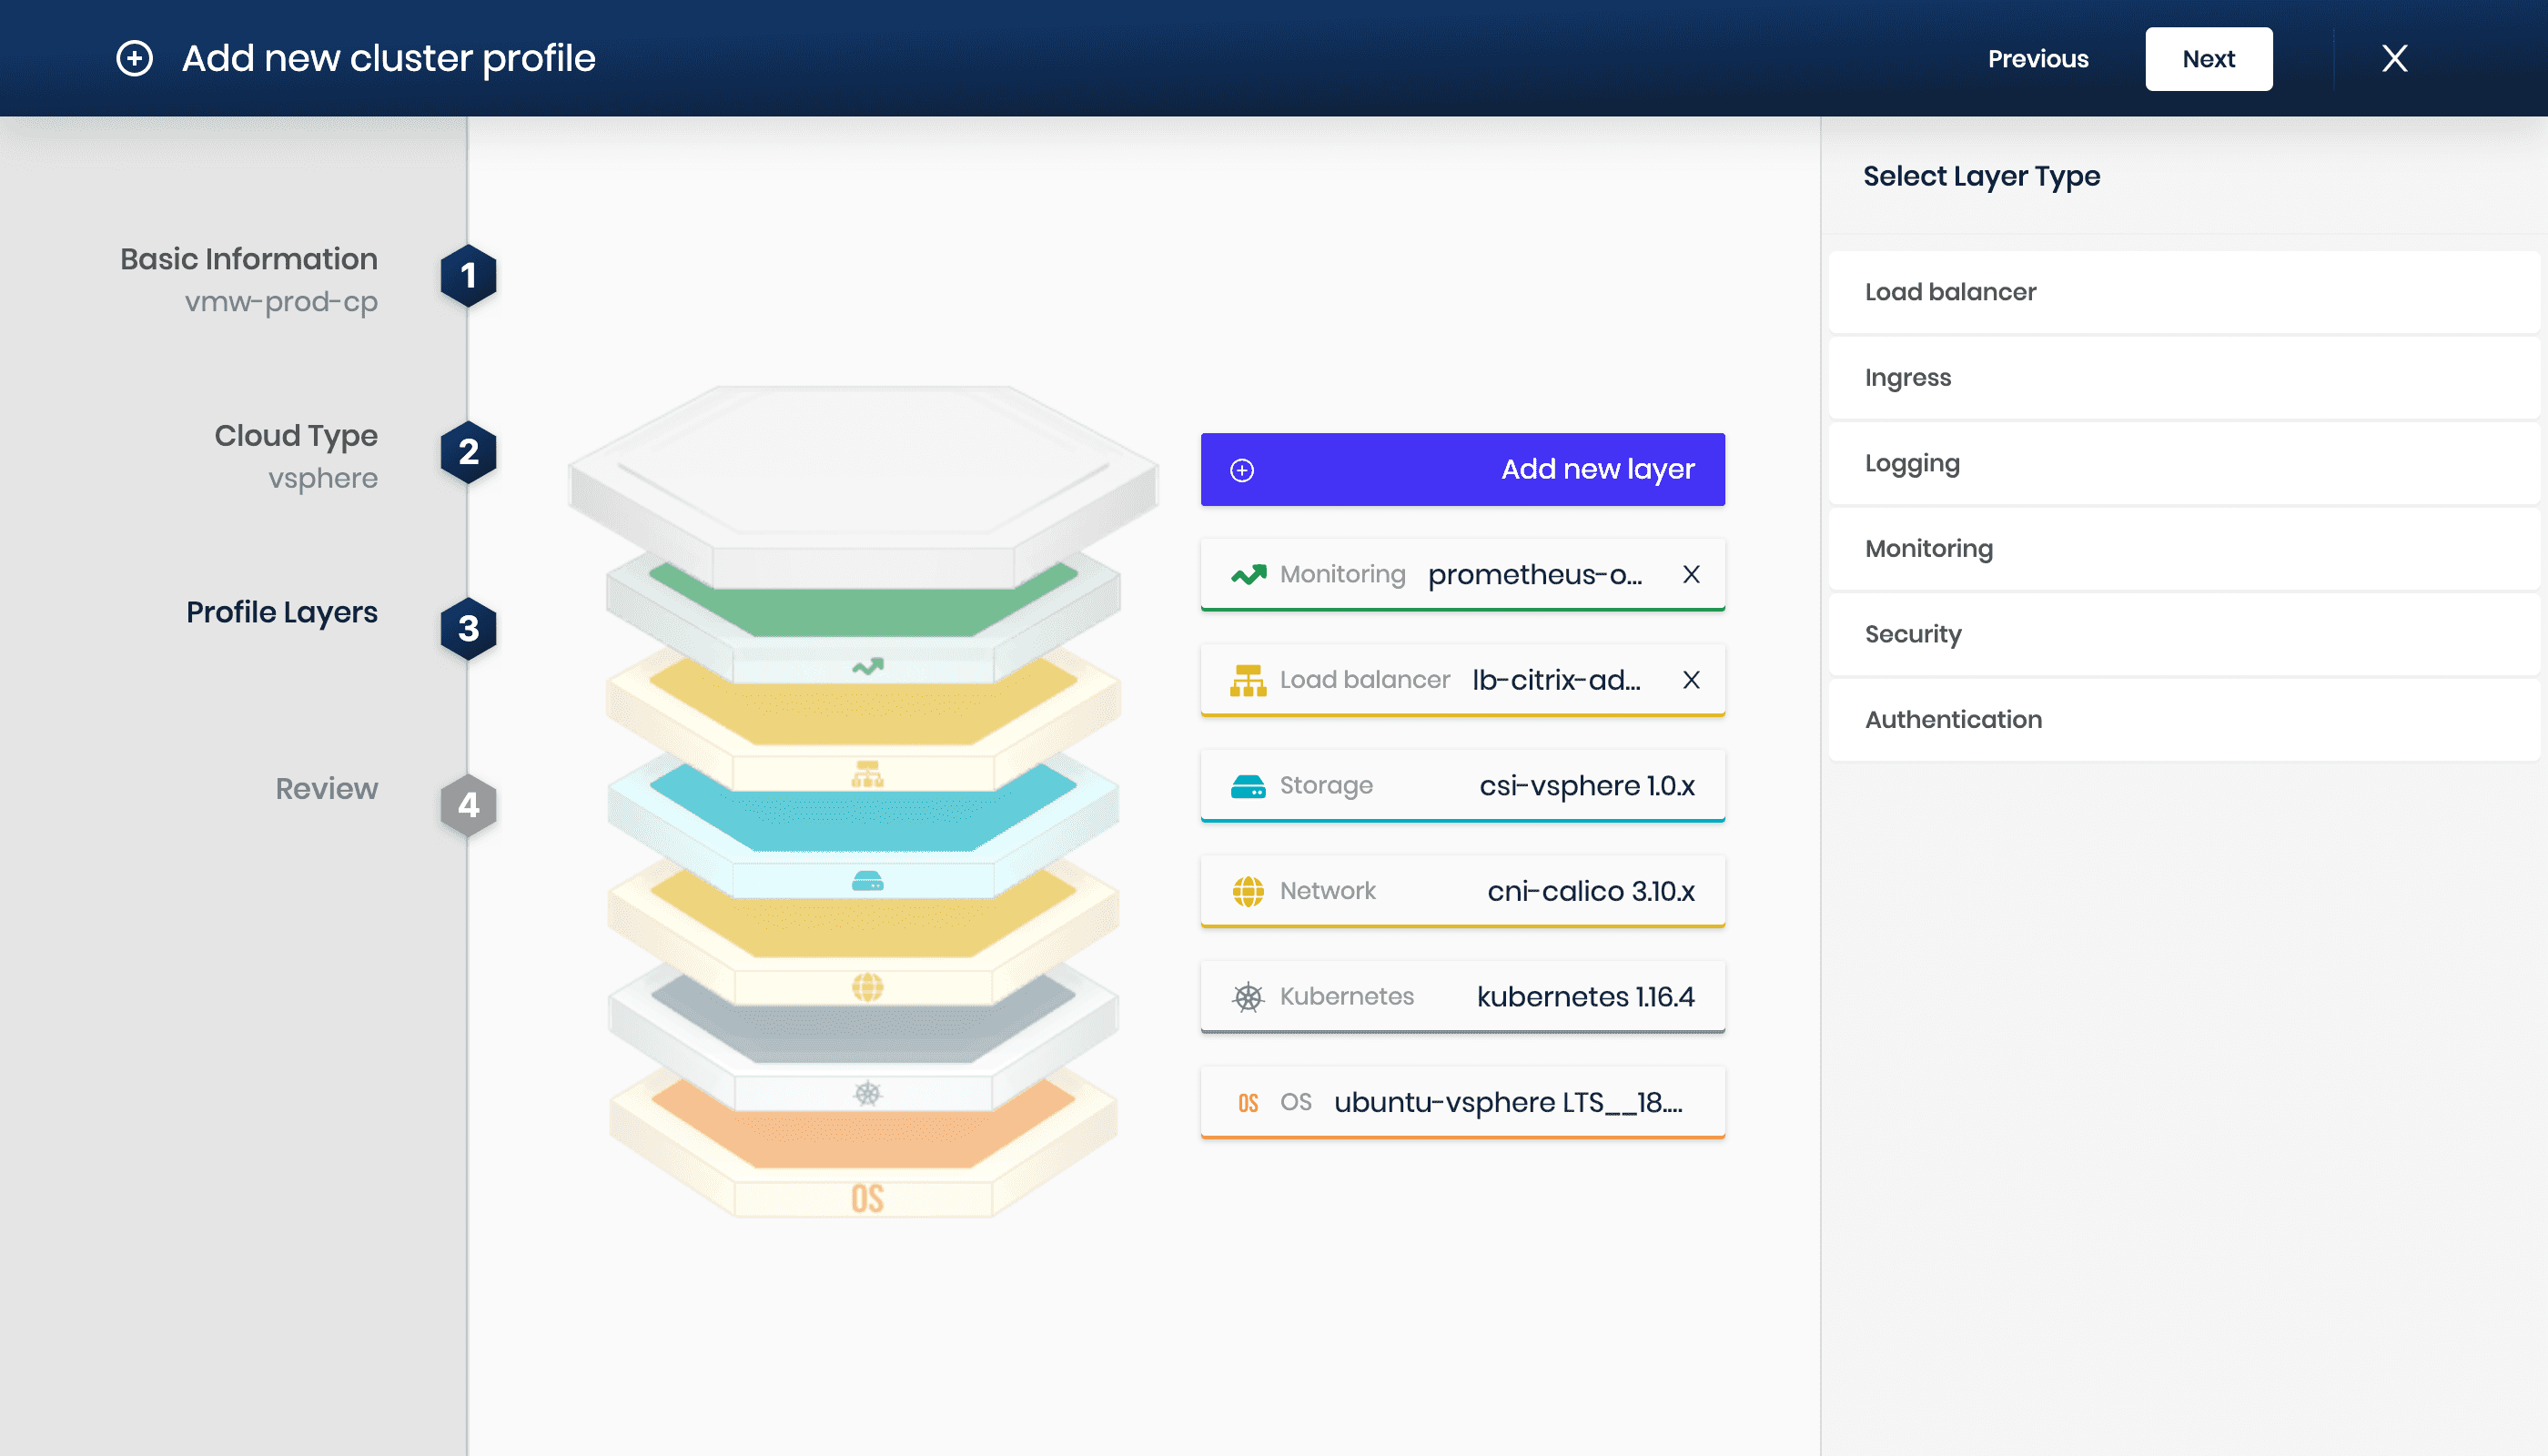 Add new cluster profile
Previous
Next
X
Basic Information
vmw-prod-cp
1
Cloud Type
vsphere
2
Profile Layers
3
Review
4
OS
Add new layer
Monitoring prometheus-o... X
Load balancer lb-citrix-ad... X
Storage csi-vsphere 1.0.x
Network cni-calico 3.10.x
Kubernetes kubernetes 1.16.4
OS OS ubuntu-vsphere LTS__18....
Select Layer Type
Load balancer
Ingress
Logging
Monitoring
Security
Authentication